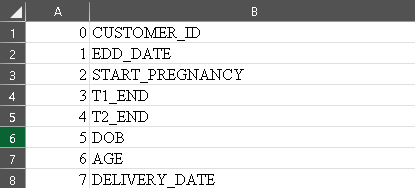 A B
1 0 CUSTOMER_ID
2 1 EDD_DATE
3 2 START_PREGNANCY
4 3 T1_END
5 4 T2_END
6 5 DOB
7 6 AGE
8 7 DELIVERY_DATE